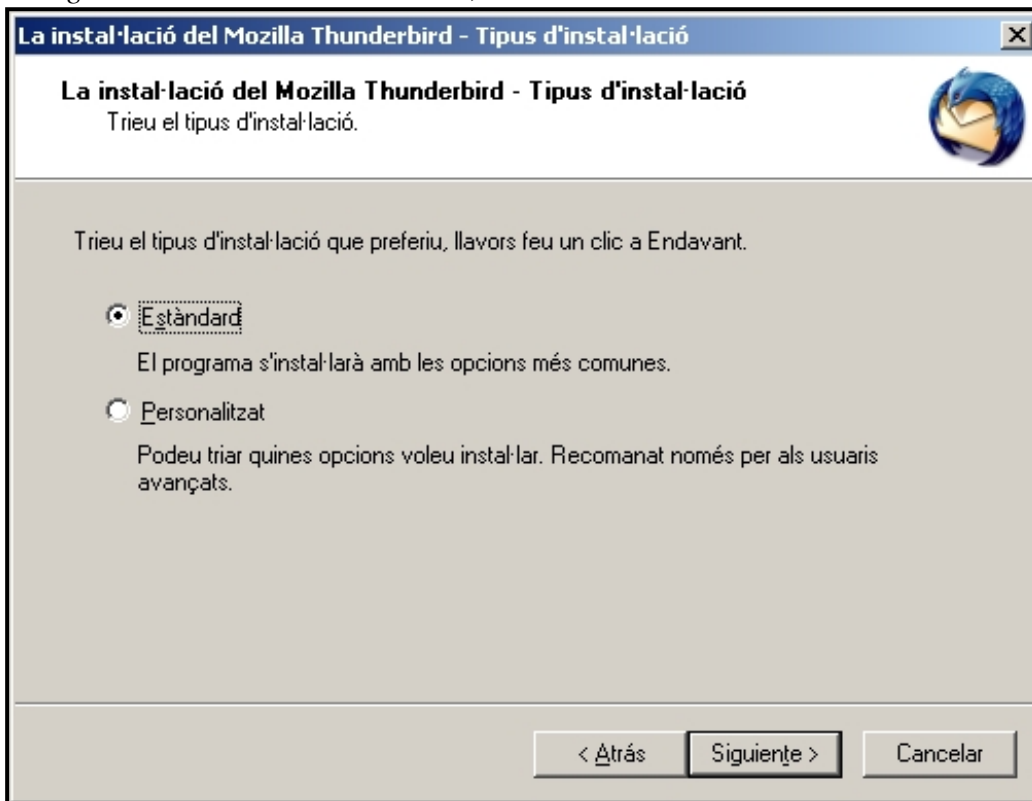 La instal·lació del Mozilla Thunderbird - Tipus d'instal·lació
La instal·lació del Mozilla Thunderbird - Tipus d'instal·lació
Trieu el tipus d'instal·lació.
Trieu el tipus d'instal·lació que preferiu, llavors feu un clic a Endavant.
Estàndard
El programa s'instal·larà amb les opcions més comunes.
Personalitzat
Podeu triar quines opcions voleu instal·lar. Recomanat només per als usuaris
avançats.
< Atrás Siguiente > Cancelar